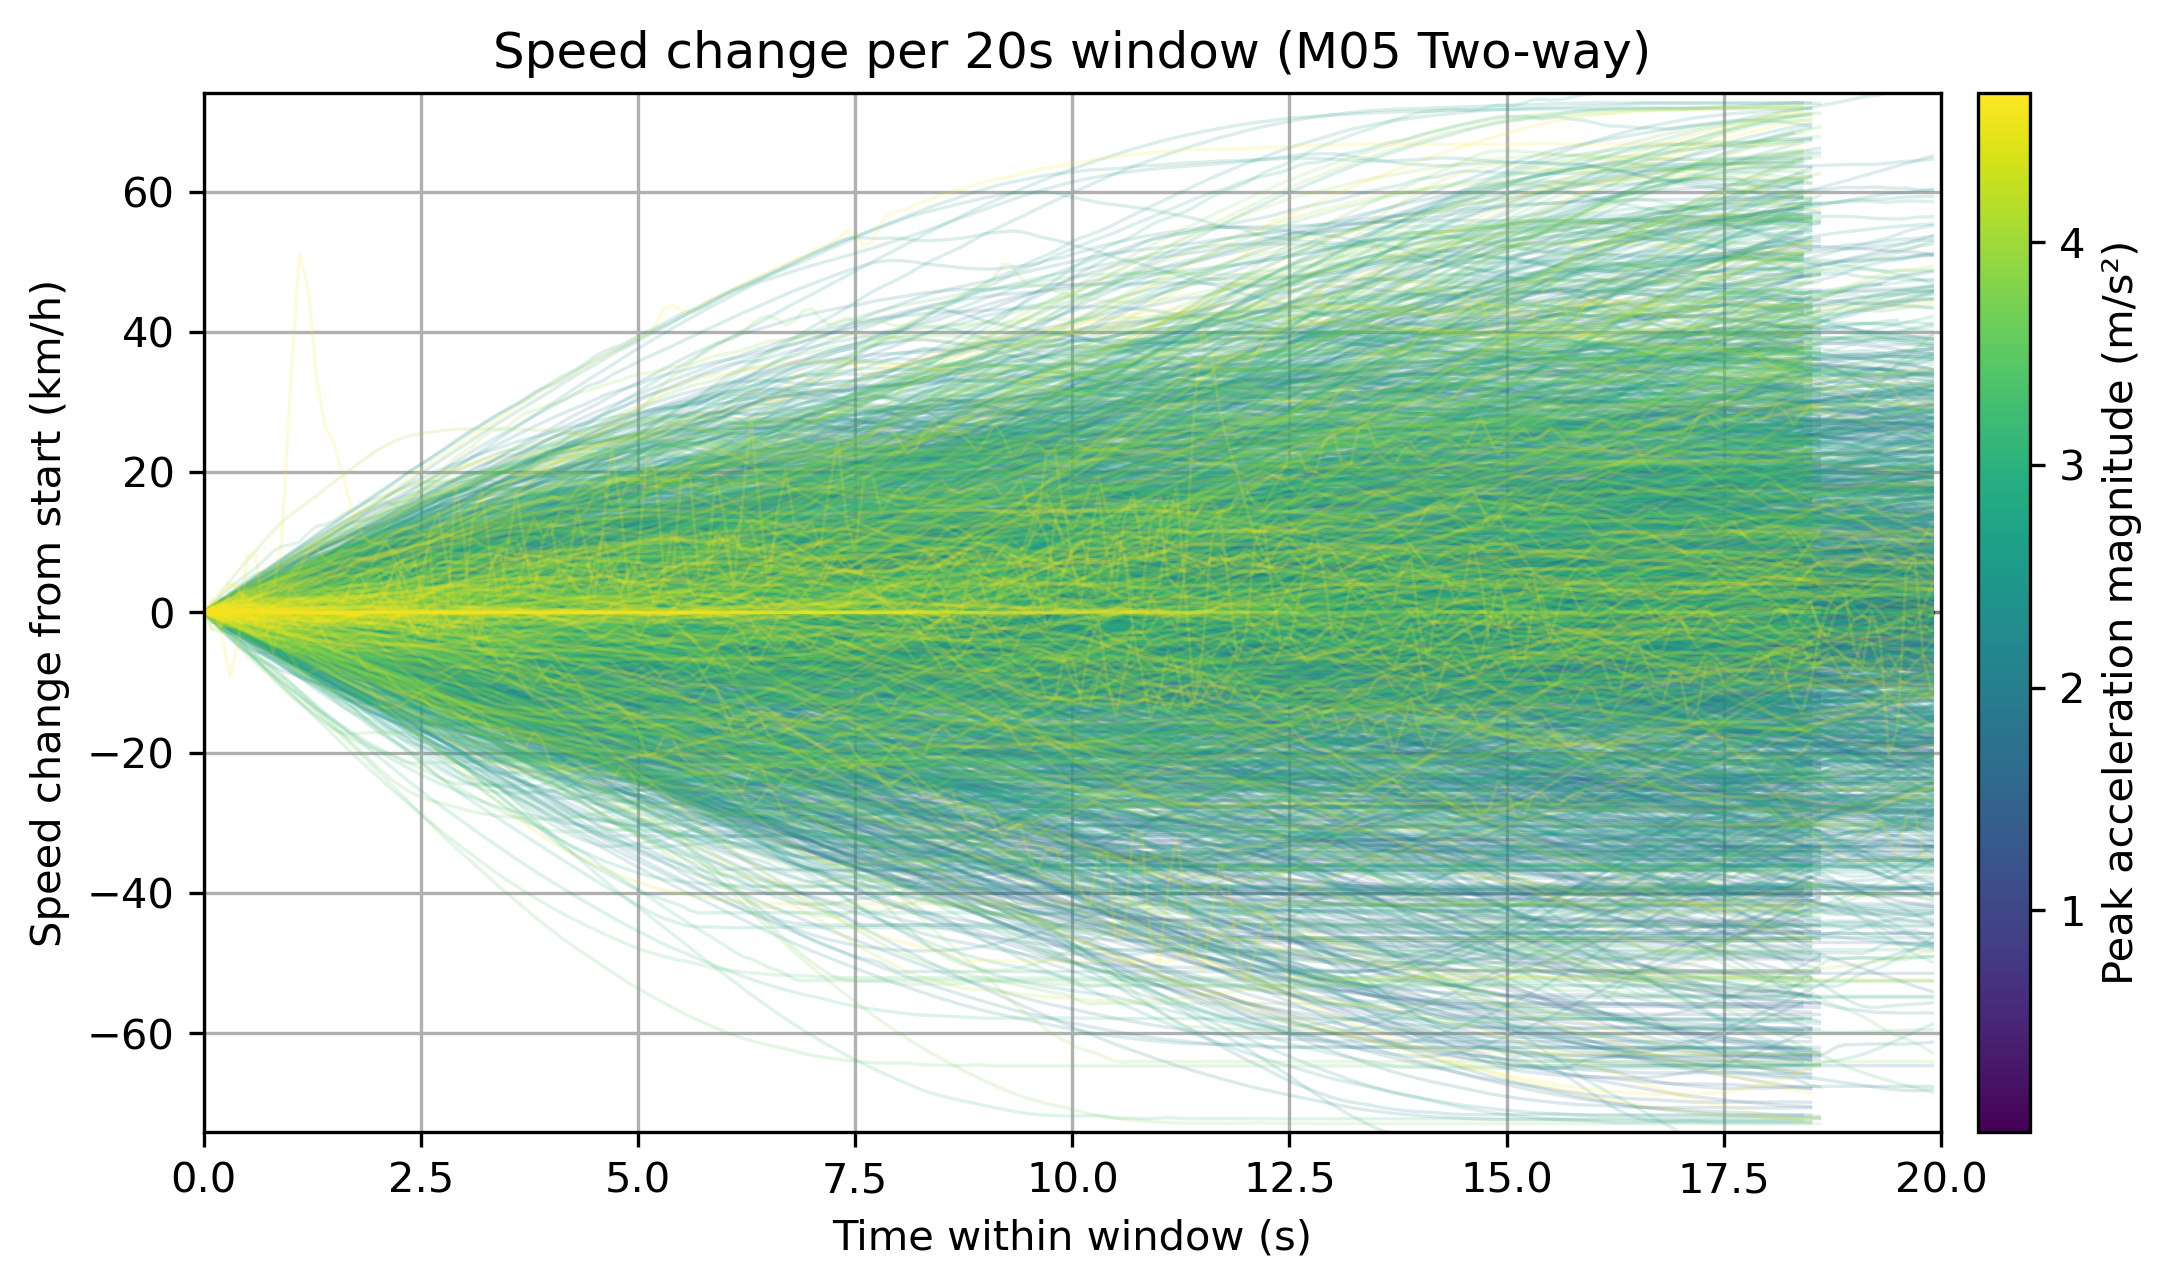 Speed change per 20s window (M05 Two-way)
Speed change from start (km/h)
60
40
20
0
−20
−40
−60
0.0 2.5 5.0 7.5 10.0 12.5 15.0 17.5 20.0
Time within window (s)
4
3
2
1
Peak acceleration magnitude (m/s²)